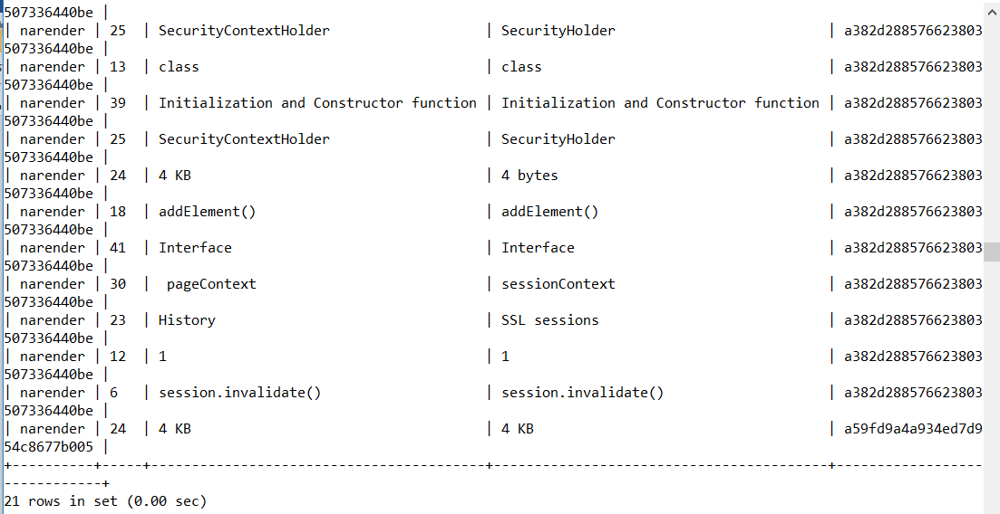 507336440be |
| narender | 25  | SecurityContextHolder                   | SecurityHolder                          | a382d288576623803
507336440be |
| narender | 13  | class                                   | class                                   | a382d288576623803
507336440be |
| narender | 39  | Initialization and Constructor function | Initialization and Constructor function | a382d288576623803
507336440be |
| narender | 25  | SecurityContextHolder                   | SecurityHolder                          | a382d288576623803
507336440be |
| narender | 24  | 4 KB                                    | 4 bytes                                 | a382d288576623803
507336440be |
| narender | 18  | addElement()                            | addElement()                            | a382d288576623803
507336440be |
| narender | 41  | Interface                               | Interface                               | a382d288576623803
507336440be |
| narender | 30  |  pageContext                            | sessionContext                          | a382d288576623803
507336440be |
| narender | 23  | History                                 | SSL sessions                            | a382d288576623803
507336440be |
| narender | 12  | 1                                       | 1                                       | a382d288576623803
507336440be |
| narender | 6   | session.invalidate()                    | session.invalidate()                    | a382d288576623803
507336440be |
| narender | 24  | 4 KB                                    | 4 KB                                    | a59fd9a4a934ed7d9
54c8677b005 |
+----------+-----+-----------------------------------------+-----------------------------------------+------------------
------------+
21 rows in set (0.00 sec)